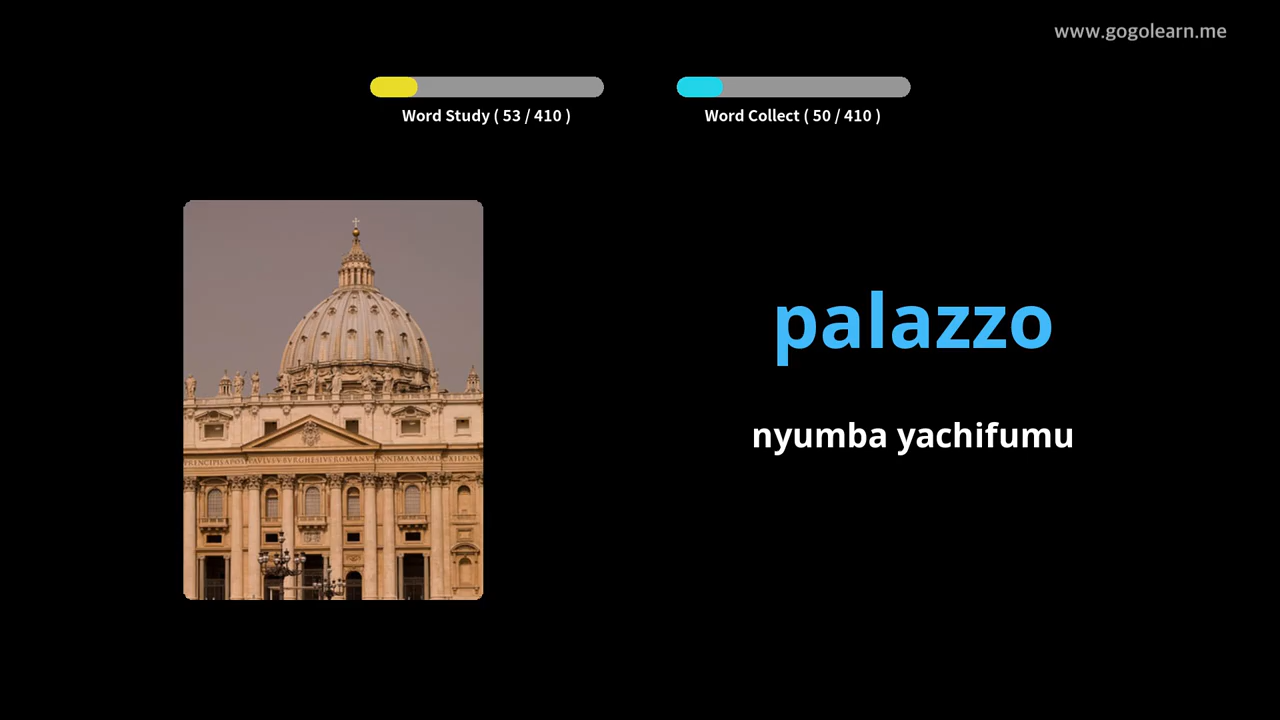 www.gogolearn.me
Word Study ( 53 / 410 )
Word Collect ( 50 / 410 )
palazzo
nyumba yachifumu